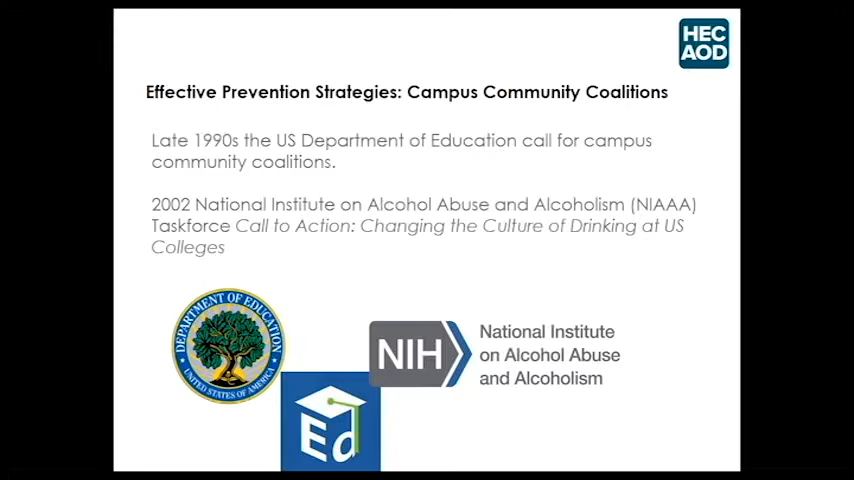 HEC
AOD
Effective Prevention Strategies: Campus Community Coalitions
Late 1990s the US Department of Education call for campus
community coalitions.
2002 National Institute on Alcohol Abuse and Alcoholism (NIAAA)
Taskforce Call to Action: Changing the Culture of Drinking at US
Colleges
DEPARTMENT OF EDUCATION
UNITED STATES OF AMERICA
NIH
National Institute
on Alcohol Abuse
and Alcoholism
Ed